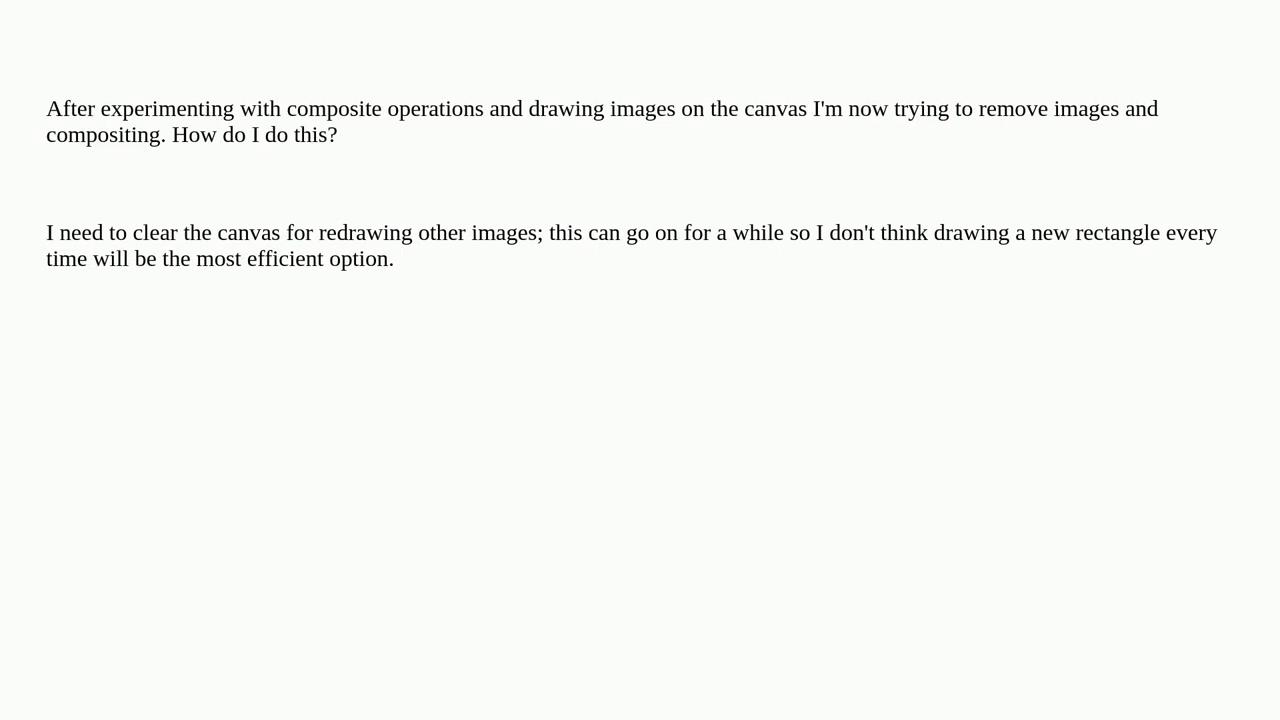 After experimenting with composite operations and drawing images on the canvas I'm now trying to remove images and
compositing. How do I do this?
I need to clear the canvas for redrawing other images; this can go on for a while so I don't think drawing a new rectangle every
time will be the most efficient option.